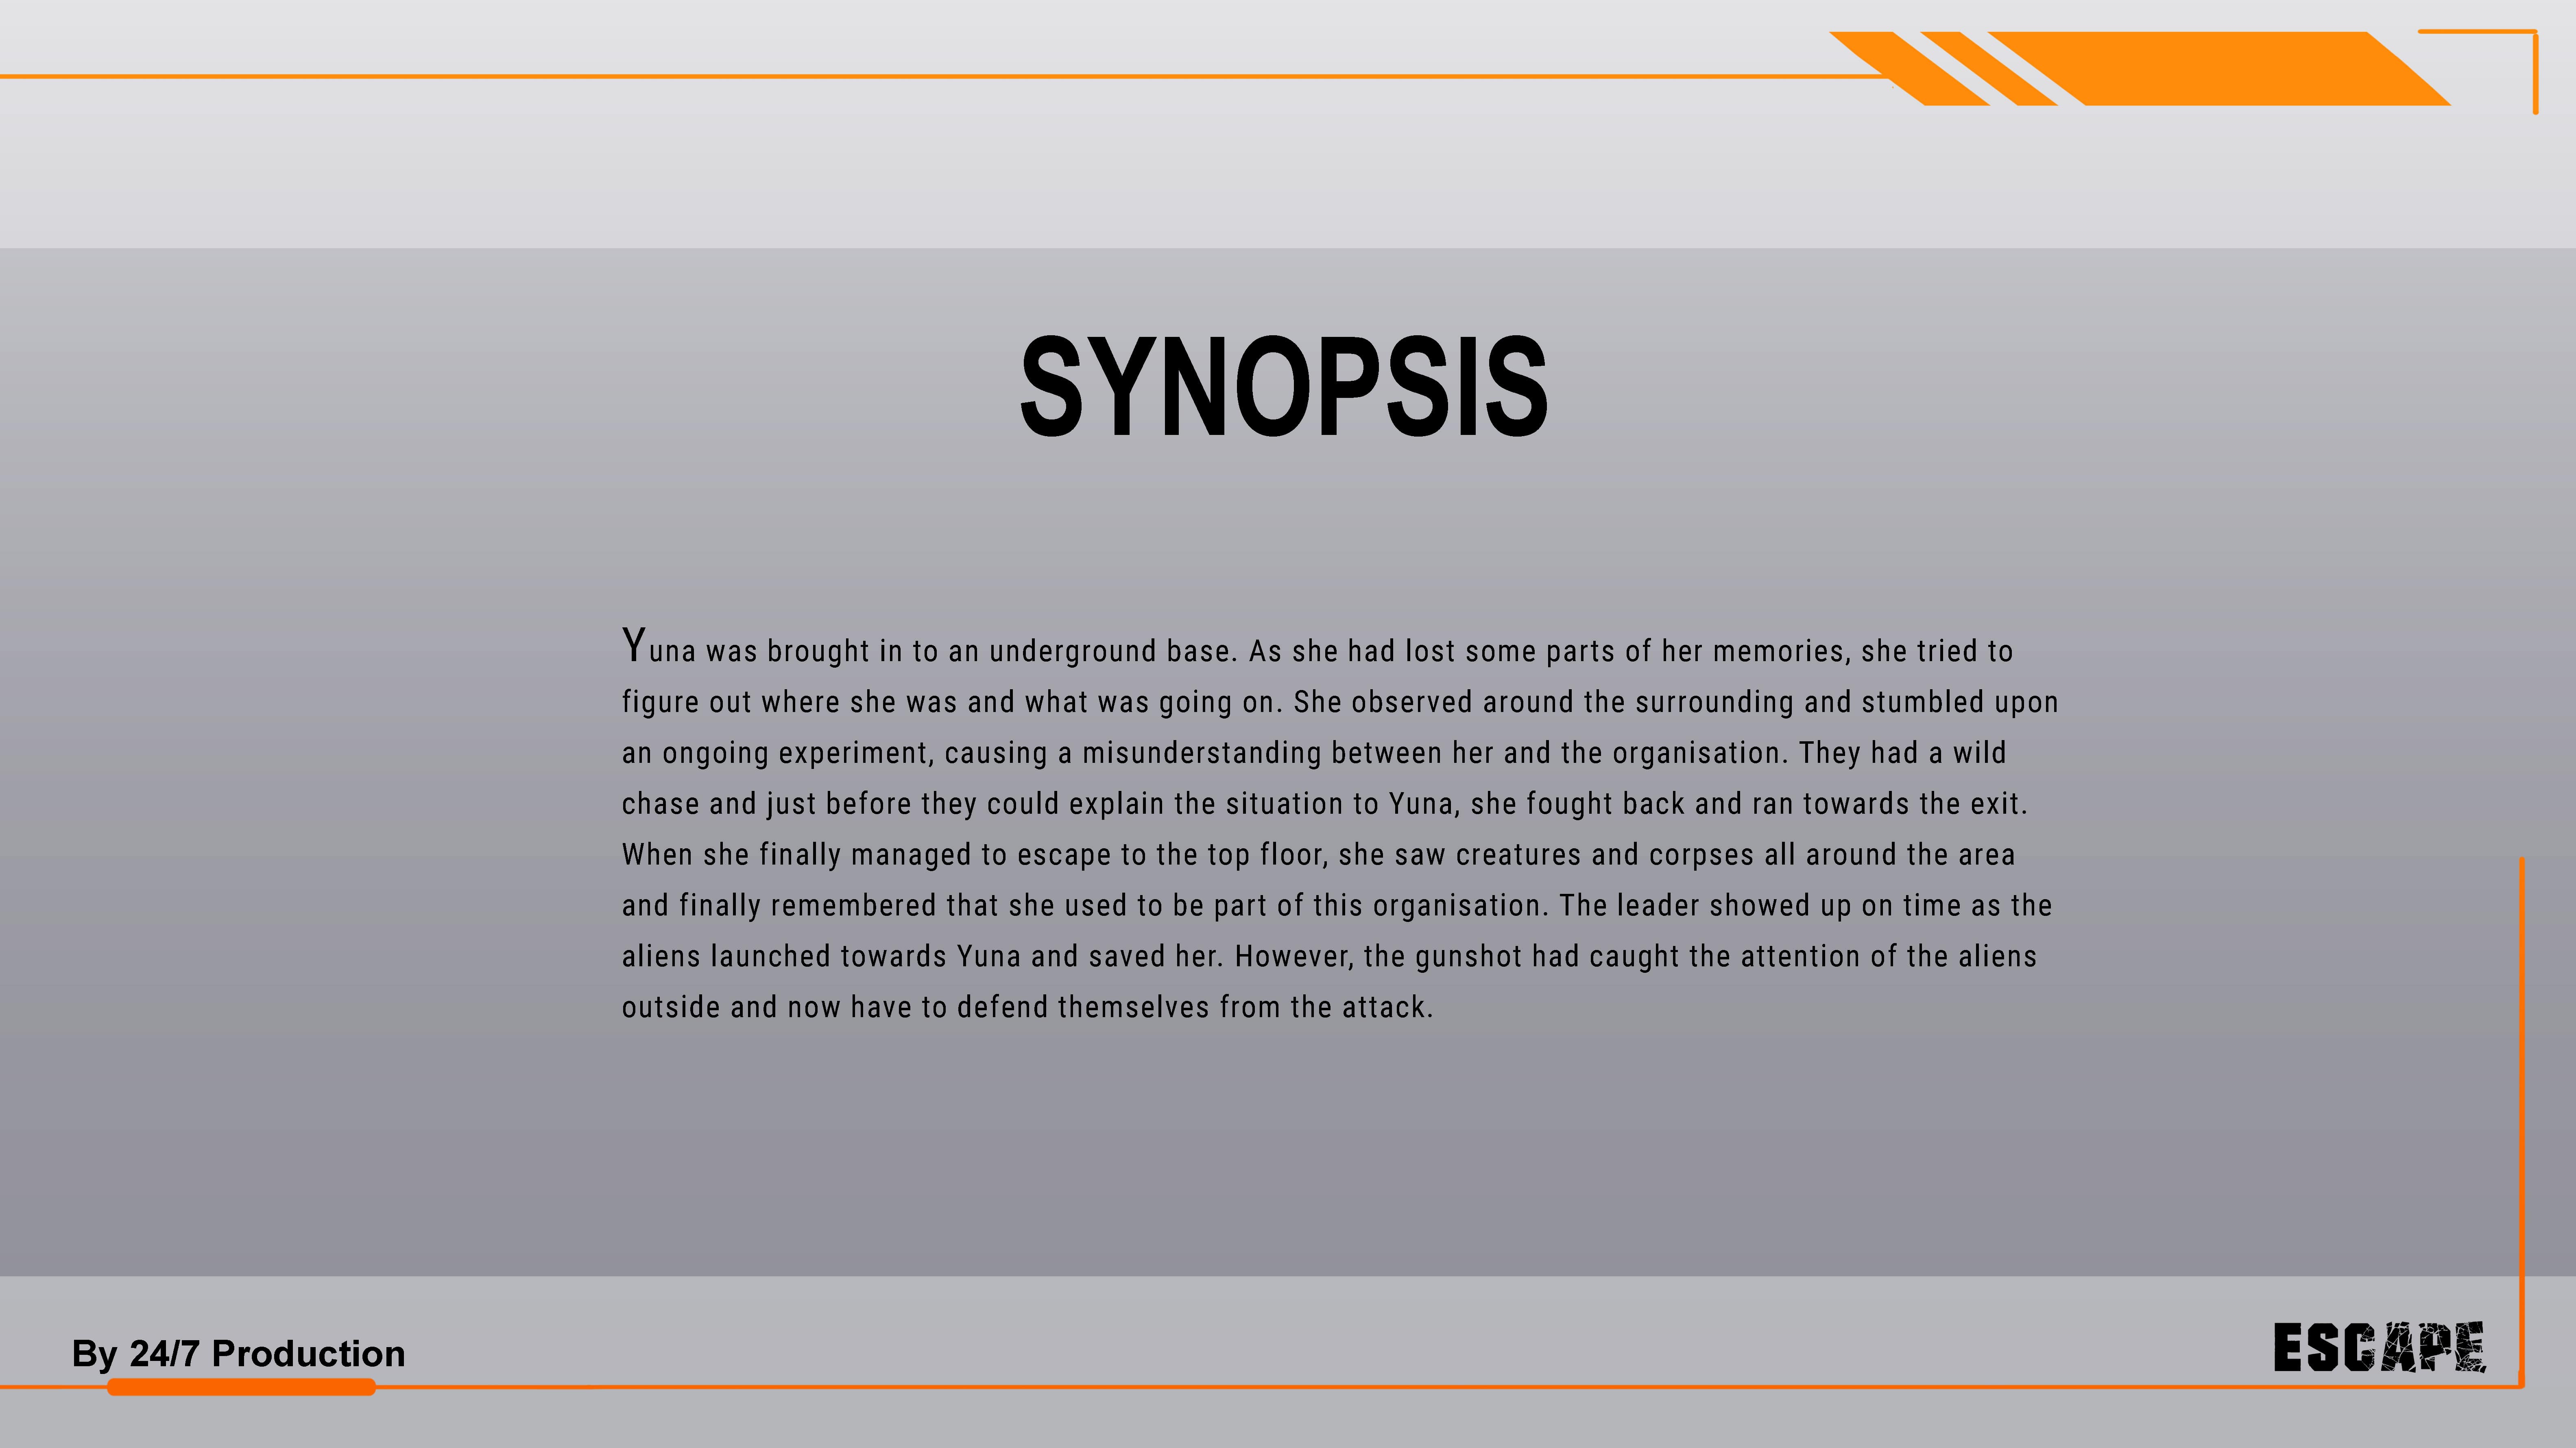 SYNOPSIS
Yuna was brought in to an underground base. As she had lost some parts of her memories, she tried to
figure out where she was and what was going on. She observed around the surrounding and stumbled upon
an ongoing experiment, causing a misunderstanding between her and the organisation. They had a wild
chase and just before they could explain the situation to Yuna, she fought back and ran towards the exit.
When she finally managed to escape to the top floor, she saw creatures and corpses all around the area
and finally remembered that she used to be part of this organisation. The leader showed up on time as the
aliens launched towards Yuna and saved her. However, the gunshot had caught the attention of the aliens
outside and now have to defend themselves from the attack.
By 24/7 Production
ESCAPE